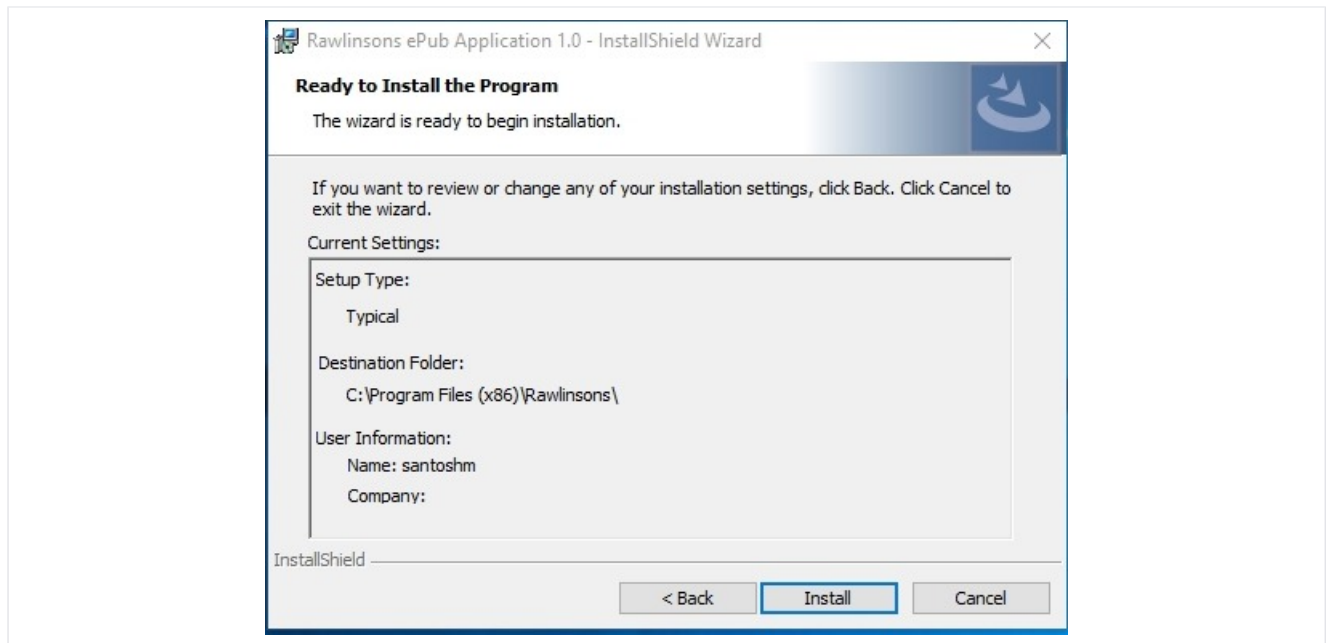 Rawlinsons ePub Application 1.0 - InstallShield Wizard
Ready to Install the Program
The wizard is ready to begin installation.
If you want to review or change any of your installation settings, click Back. Click Cancel to
exit the wizard.
Current Settings:
Setup Type:
Typical
Destination Folder:
C:\Program Files (x86)\Rawlinsons\
User Information:
Name: santoshm
Company:
InstallShield
< Back Install Cancel